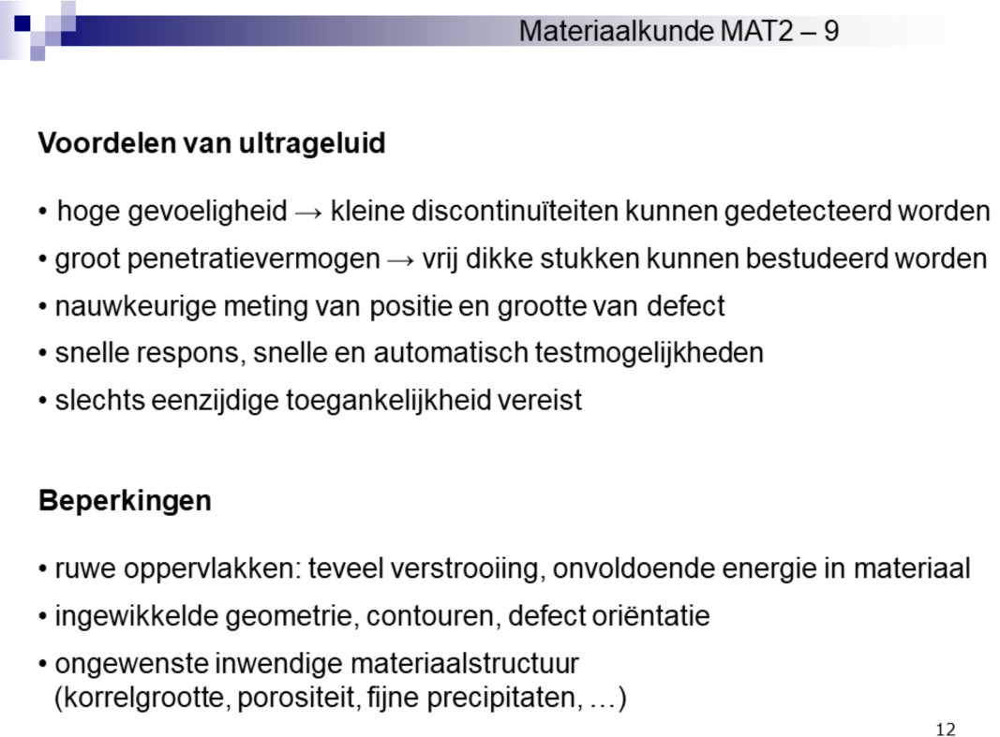 Materiaalkunde MAT2 – 9
Voordelen van ultrageluid
• hoge gevoeligheid → kleine discontinuïteiten kunnen gedetecteerd worden
• groot penetratievermogen → vrij dikke stukken kunnen bestudeerd worden
• nauwkeurige meting van positie en grootte van defect
• snelle respons, snelle en automatisch testmogelijkheden
• slechts eenzijdige toegankelijkheid vereist
Beperkingen
• ruwe oppervlakken: teveel verstrooiing, onvoldoende energie in materiaal
• ingewikkelde geometrie, contouren, defect oriëntatie
• ongewenste inwendige materiaalstructuur
(korrelgrootte, porositeit, fijne precipitaten, …)
12